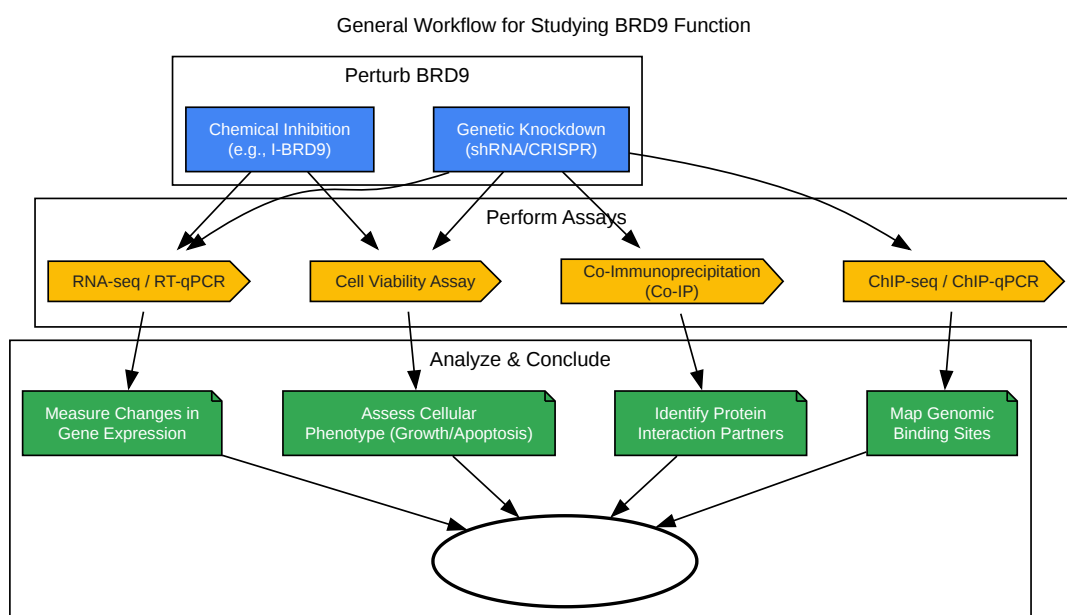 General Workflow for Studying BRD9 Function
Perturb BRD9
Chemical Inhibition
(e.g., I-BRD9)
Genetic Knockdown
(shRNA/CRISPR)
Perform Assays
RNA-seq / RT-qPCR
Cell Viability Assay
Co-Immunoprecipitation
(Co-IP)
ChIP-seq / ChIP-qPCR
Analyze & Conclude
Measure Changes in
Gene Expression
Assess Cellular
Phenotype (Growth/Apoptosis)
Identify Protein
Interaction Partners
Map Genomic
Binding Sites